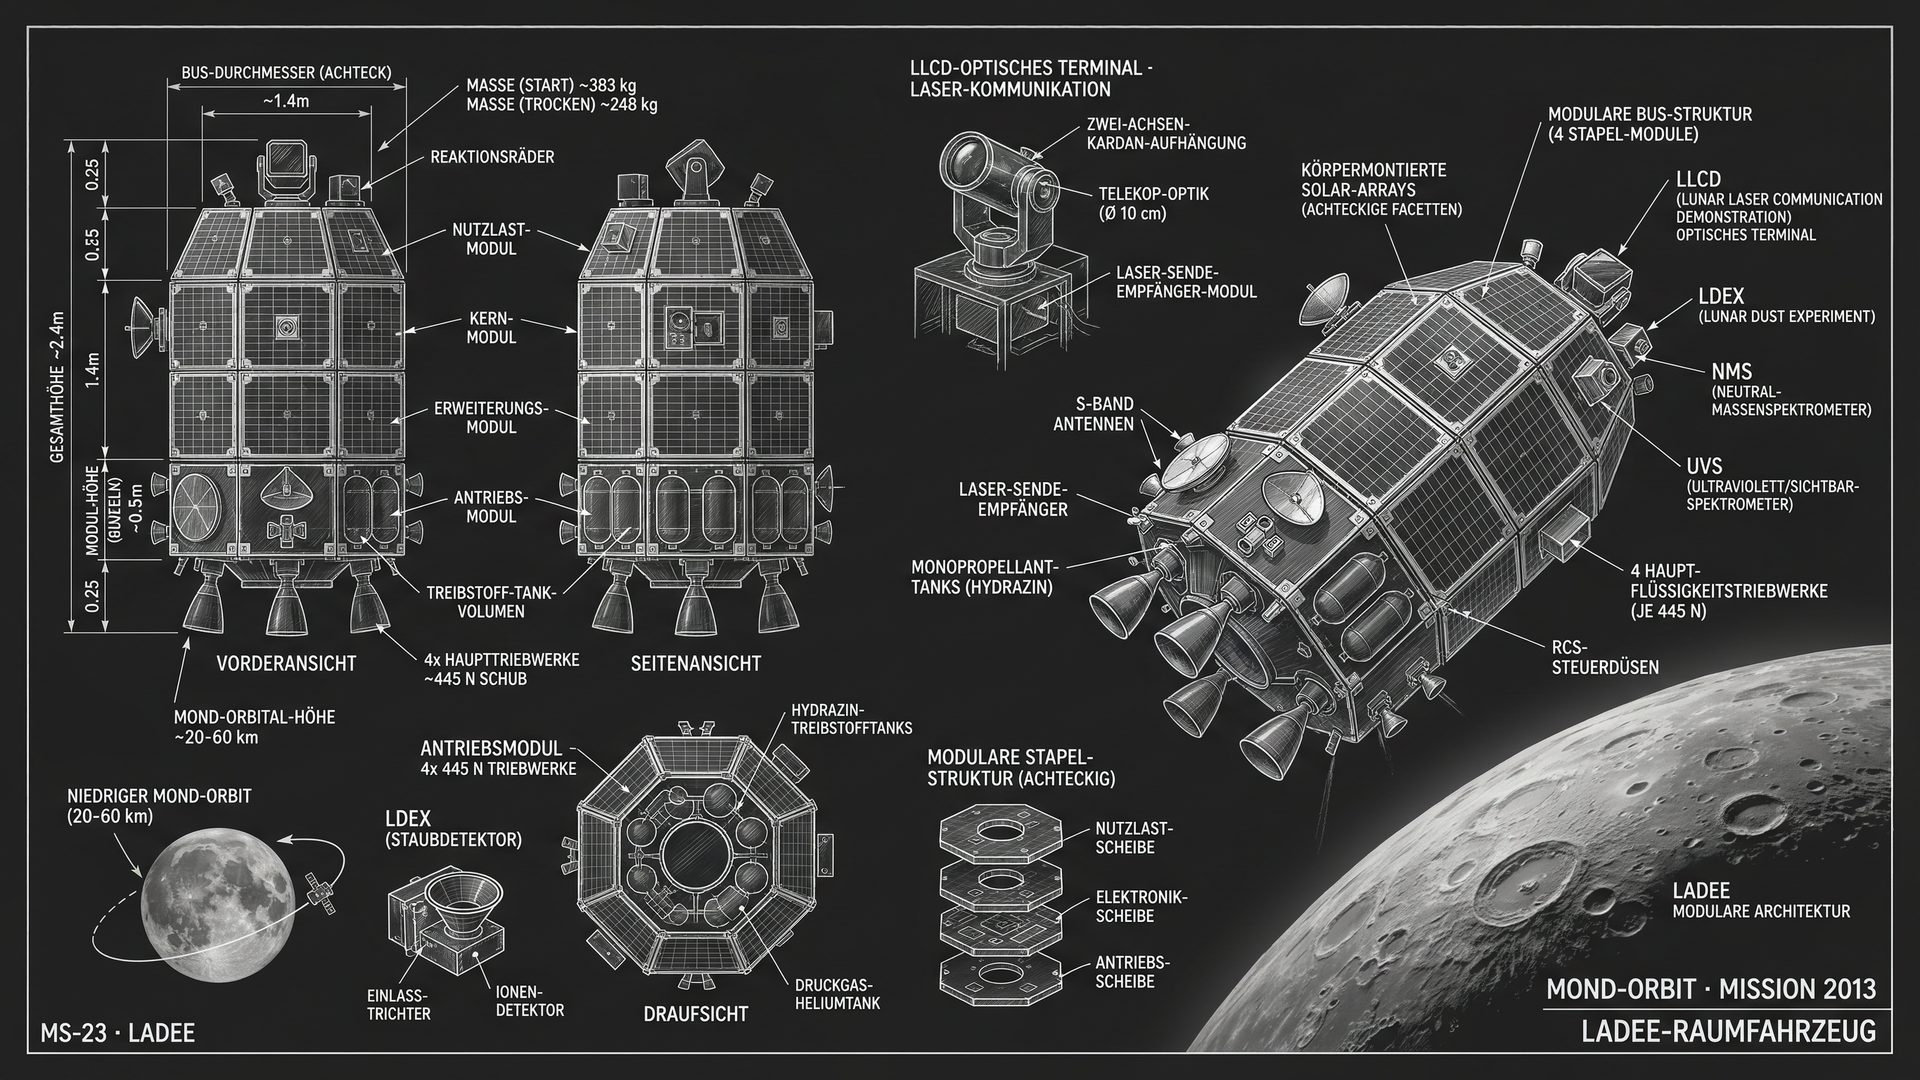 BUS-DURCHMESSER (ACHTECK)
~1.4m
MASSE (START) ~383 kg
MASSE (TROCKEN) ~248 kg
REAKTIONSRÄDER
0.25
0.25
1.4m
GESAMTHÖHE ~2.4m
MODUL-HÖHE
~0.5m
0.25
NUTZLAST-
MODUL
KERN-
MODUL
ERWEITERUNGS-
MODUL
ANTRIEBS-
MODUL
TREIBSTOFF-TANK-
VOLUMEN
VORDERANSICHT
4x HAUPTTRIEBWERKE
~445 N SCHUB
SEITENANSICHT
MOND-ORBITAL-HÖHE
~20-60 km
LLCD-OPTISCHES TERMINAL -
LASER-KOMMUNIKATION
ZWEI-ACHSEN-
KARDAN-AUFHÄNGUNG
TELEKOP-OPTIK
(Ø 10 cm)
LASER-SENDE-
EMPFÄNGER-MODUL
MODULARE BUS-STRUKTUR
(4 STAPEL-MODULE)
KÖRPERMONTIERTE
SOLAR-ARRAYS
(ACHTECKIGE FACETTEN)
LLCD
(LUNAR LASER COMMUNICATION
DEMONSTRATION)
OPTISCHES TERMINAL
LDEX
(LUNAR DUST EXPERIMENT)
NMS
(NEUTRAL-
MASSENSPEKTROMETER)
UVS
(ULTRAVIOLETT/SICHTBAR-
SPEKTROMETER)
S-BAND
ANTENNEN
LASER-SENDE-
EMPFÄNGER
MONOPROPELLANT-
TANKS (HYDRAZIN)
4 HAUPT-
FLÜSSIGKEITSTRIEBWERKE
(JE 445 N)
RCS-
STEUERDÜSEN
NIEDRIGER MOND-ORBIT
(20-60 km)
LDEX
(STAUBDETEKTOR)
EINLASS-
TRICHTER
IONEN-
DETEKTOR
ANTRIEBSMODUL
4x 445 N TRIEBWERKE
HYDRAZIN-
TREIBSTOFFTANKS
DRUCKGAS-
HELIUMTANK
DRAUFSICHT
MODULARE STAPEL-
STRUKTUR (ACHTECKIG)
NUTZLAST-
SCHEIBE
ELEKTRONIK-
SCHEIBE
ANTRIEBS-
SCHEIBE
LADEE
MODULARE ARCHITEKTUR
MS-23 · LADEE
MOND-ORBIT · MISSION 2013
LADEE-RAUMFAHRZEUG